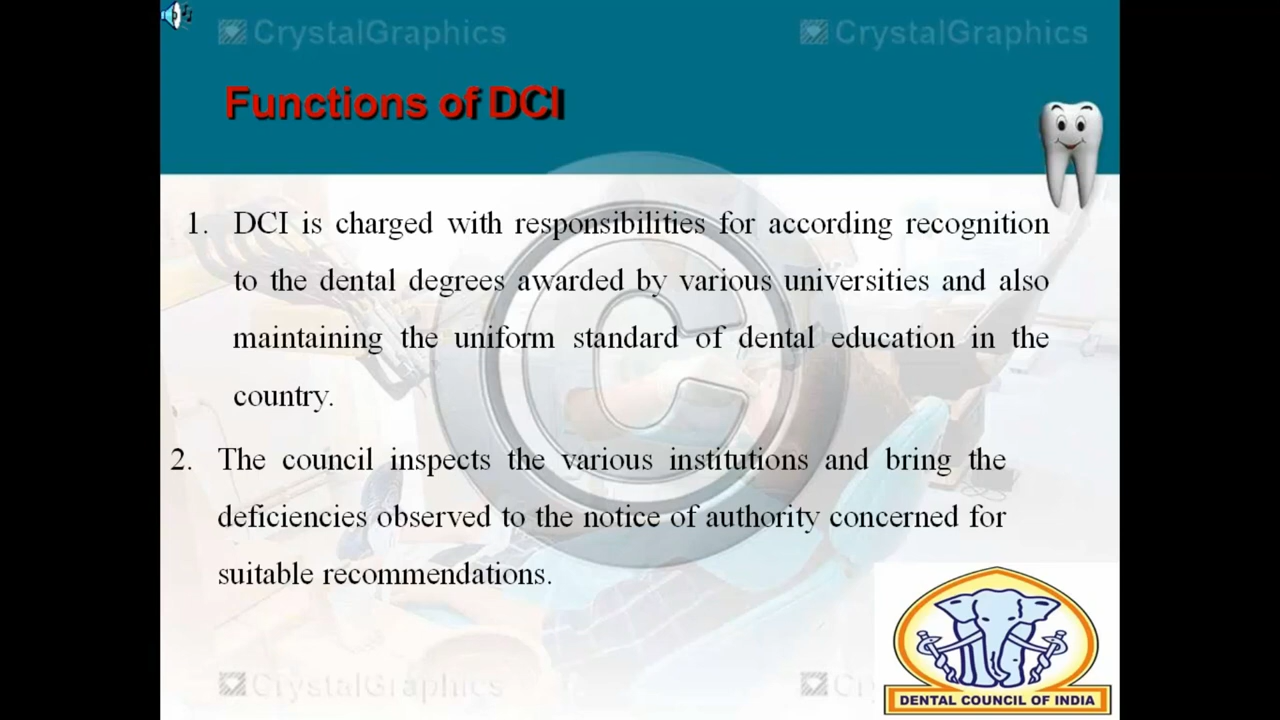 CrystalGraphics CrystalGraphics
Functions of DCI
1. DCI is charged with responsibilities for according recognition
to the dental degrees awarded by various universities and also
maintaining the uniform standard of dental education in the
country.
2. The council inspects the various institutions and bring the
deficiencies observed to the notice of authority concerned for
suitable recommendations.
©
CrystalGraphics
DENTAL COUNCIL OF INDIA